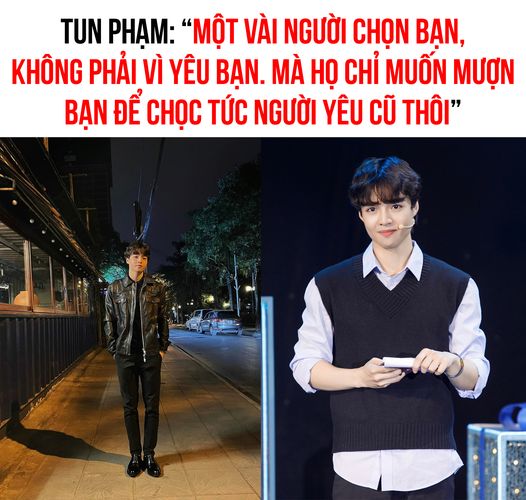 TUN PHẠM: “MỘT VÀI NGƯỜI CHỌN BẠN,
KHÔNG PHẢI VÌ YÊU BẠN. MÀ HỌ CHỈ MUỐN MƯỢN
BẠN ĐỂ CHỌC TỨC NGƯỜI YÊU CŨ THÔI”